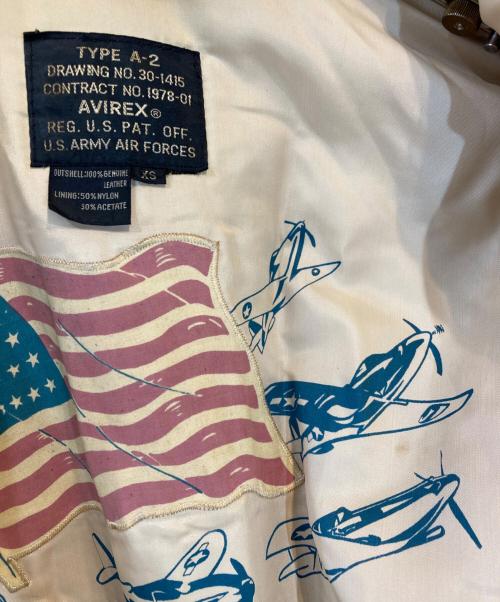 TYPE A-2
DRAWING NO. 30-1415
CONTRACT NO. 1978-01
AVIREX®
REG. U.S. PAT. OFF.
U.S. ARMY AIR FORCES
OUTSHELL:100%GENUINE
LEATHER
XS
LINING:50%NYLON
50%ACETATE